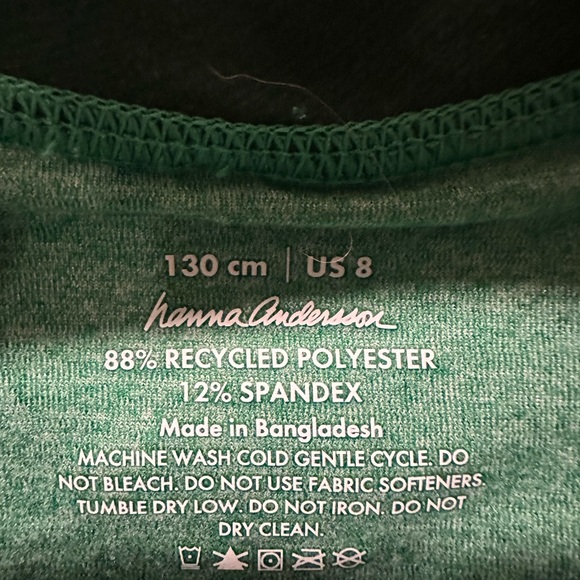 130 cm | US 8
hanna andersson
88% RECYCLED POLYESTER
12% SPANDEX
Made in Bangladesh
MACHINE WASH COLD GENTLE CYCLE. DO
NOT BLEACH. DO NOT USE FABRIC SOFTENERS.
TUMBLE DRY LOW. DO NOT IRON. DO NOT
DRY CLEAN.